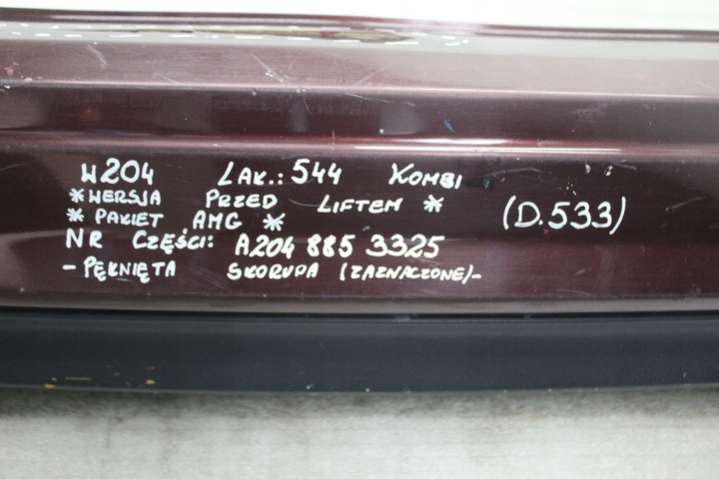 W204 LAK.: 544 KOMBI
*WERSJA PRZED LIFTEM *
* PAKIET AMG *
(D.533)
NR CZĘŚCI: A204 885 3325
- PĘKNIĘTA SKORUPA (ZAZNACZONE)-